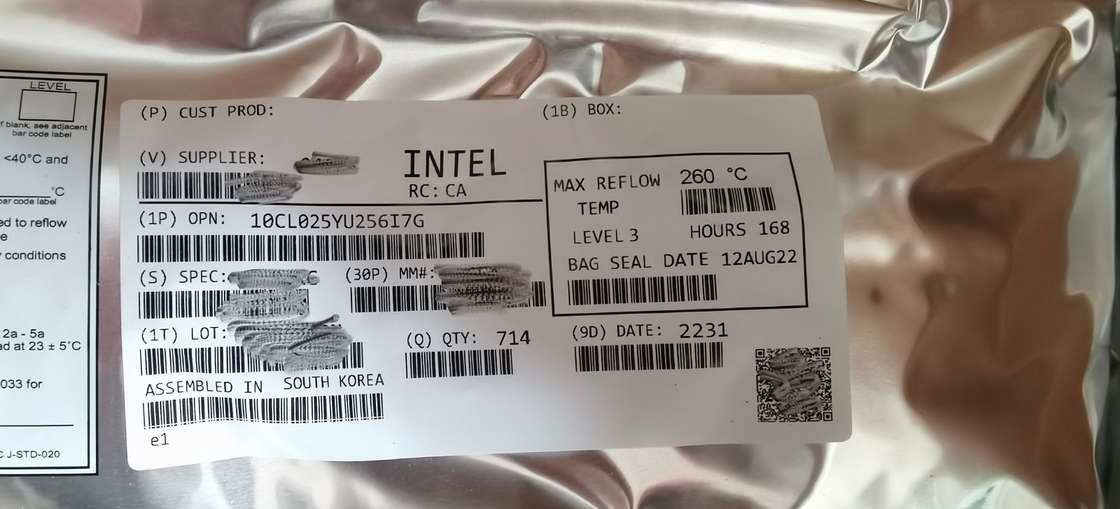 LEVEL
f blank, see adjacent
bar code label
<40°C and
°C
bar code label
ed to reflow
e
conditions
2a - 5a
ad at 23 ± 5°C
033 for
C J-STD-020
(P) CUST PROD:
(1B) BOX:
(V) SUPPLIER:
INTEL
RC: CA
(1P) OPN: 10CL025YU256I7G
(S) SPEC:
(30P) MM#:
(1T) LOT:
(Q) QTY: 714
(9D) DATE: 2231
ASSEMBLED IN SOUTH KOREA
e1
MAX REFLOW 260 °C
TEMP
LEVEL 3 HOURS 168
BAG SEAL DATE 12AUG22